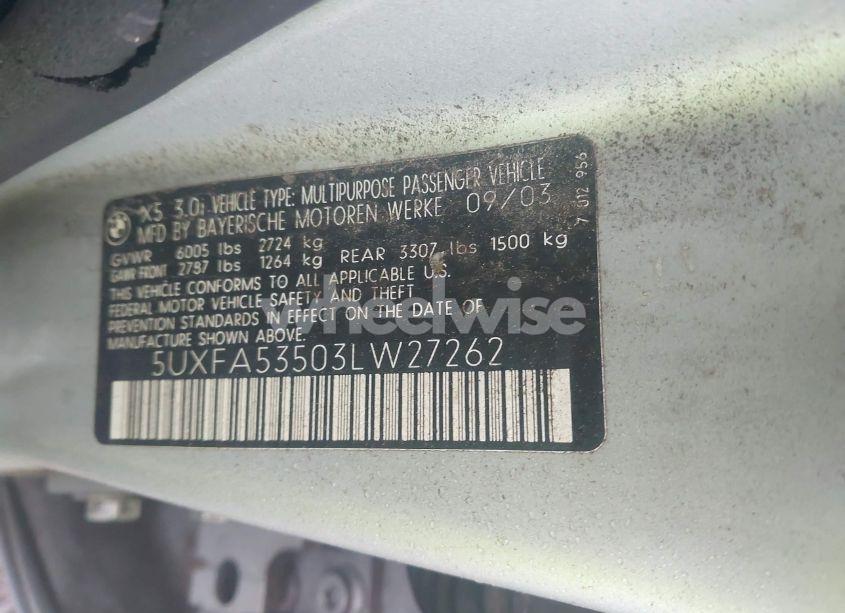 X5 3.0i VEHICLE TYPE: MULTIPURPOSE PASSENGER VEHICLE
MFD BY BAYERISCHE MOTOREN WERKE 09/03
GVWR 6005 lbs 2724 kg
GAWR FRONT 2787 lbs 1264 kg REAR 3307 lbs 1500 kg
THIS VEHICLE CONFORMS TO ALL APPLICABLE U.S.
FEDERAL MOTOR VEHICLE SAFETY AND THEFT
PREVENTION STANDARDS IN EFFECT ON THE DATE OF
MANUFACTURE SHOWN ABOVE.
5UXFA53503LW27262
7 012 956
wheelwise